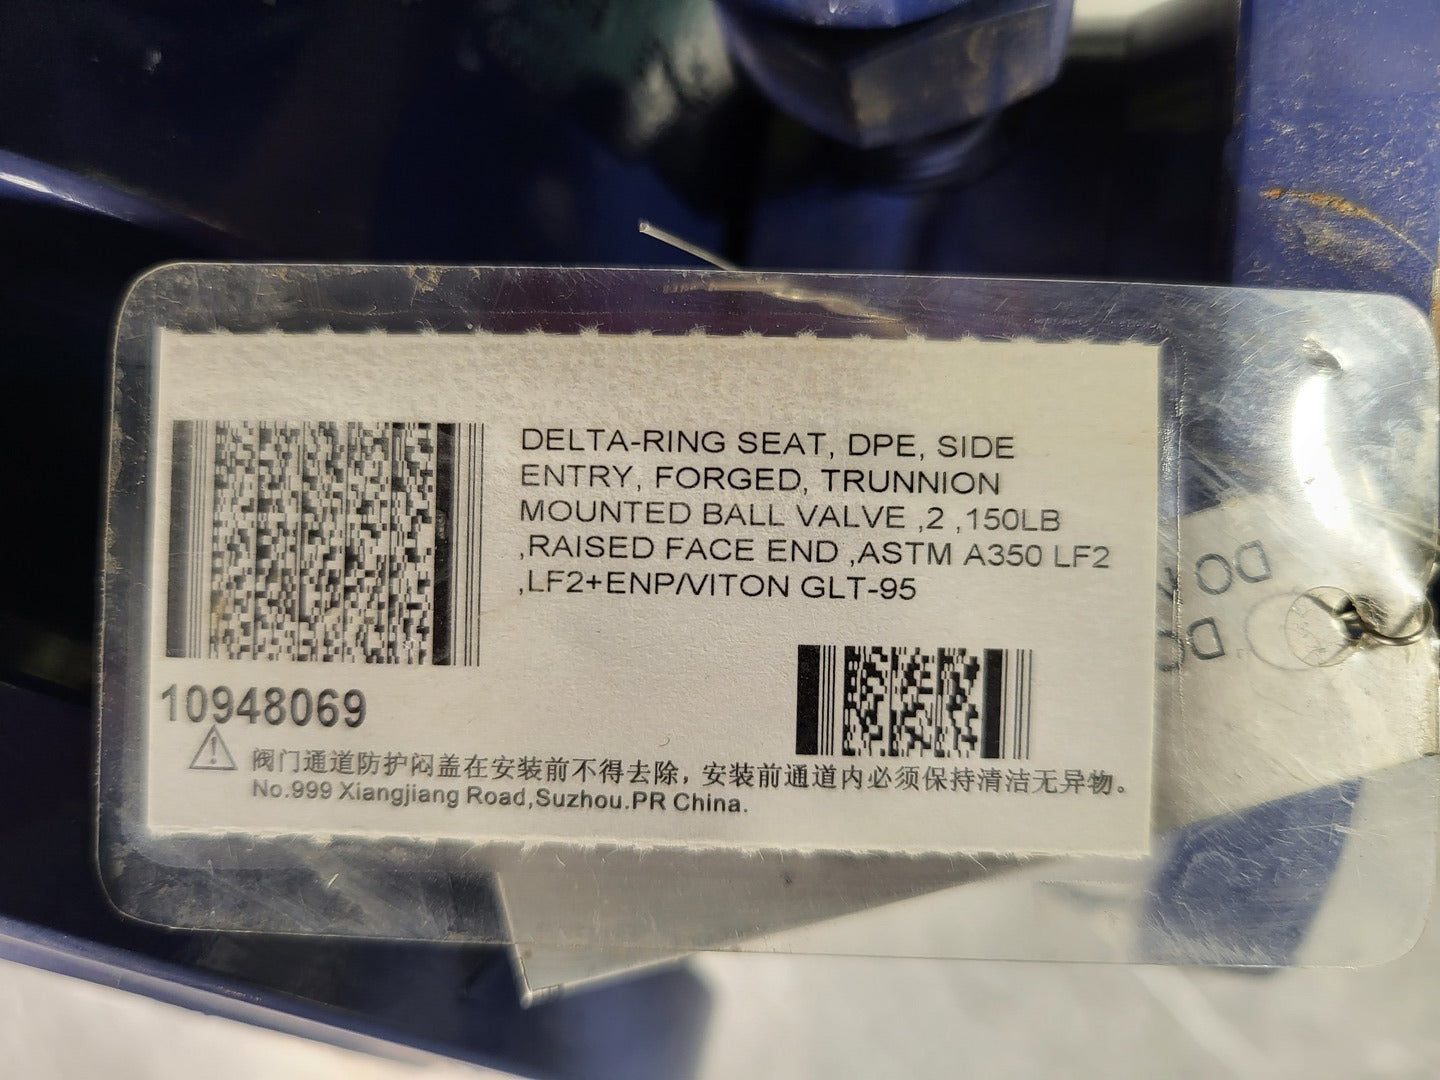 DELTA-RING SEAT, DPE, SIDE
ENTRY, FORGED, TRUNNION
MOUNTED BALL VALVE ,2 ,150LB
,RAISED FACE END ,ASTM A350 LF2
,LF2+ENP/VITON GLT-95
10948069
阀门通道防护闷盖在安装前不得去除，安装前通道内必须保持清洁无异物。
No.999 Xiangjiang Road,Suzhou.PR China.
DO
DO